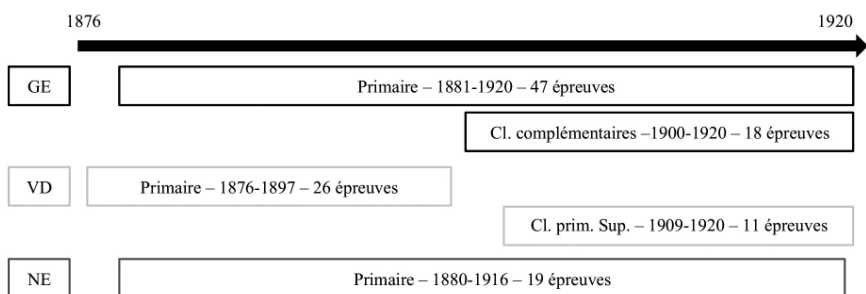 1876 1920
GE Primaire – 1881-1920 – 47 épreuves
Cl. complémentaires –1900-1920 – 18 épreuves
VD Primaire – 1876-1897 – 26 épreuves
Cl. prim. Sup. – 1909-1920 – 11 épreuves
NE Primaire – 1880-1916 – 19 épreuves